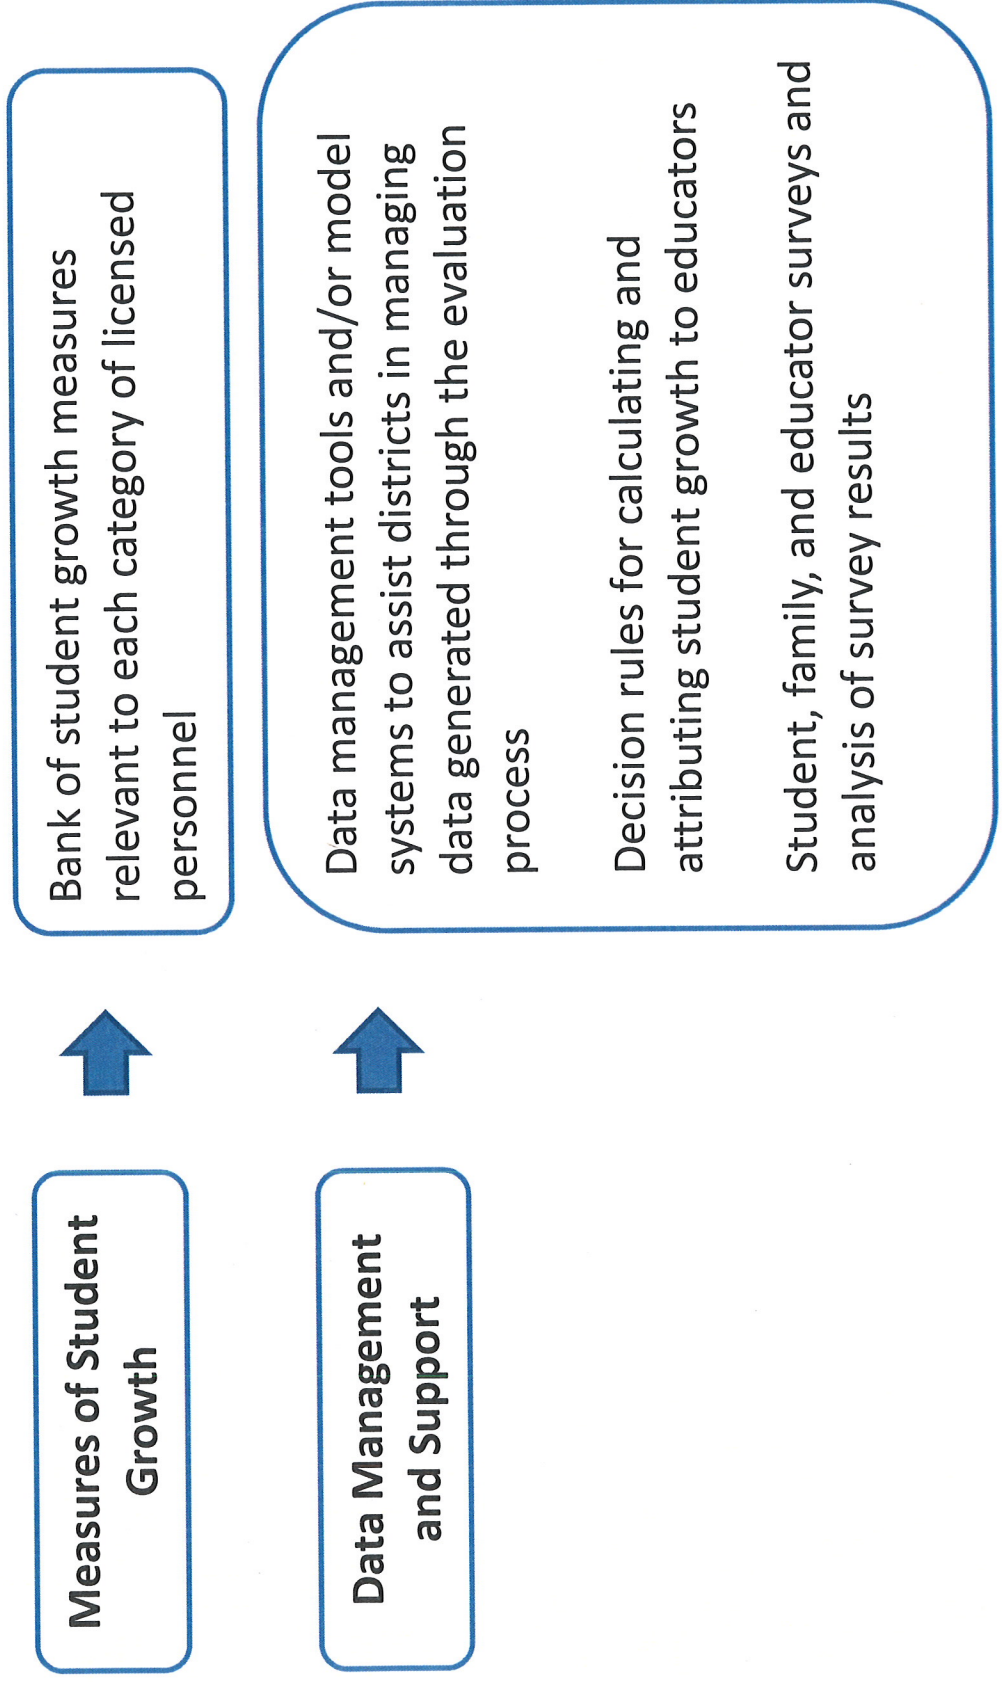 Measures of Student
Growth
Bank of student growth measures
relevant to each category of licensed
personnel
Data Management
and Support
Data management tools and/or model
systems to assist districts in managing
data generated through the evaluation
process
Decision rules for calculating and
attributing student growth to educators
Student, family, and educator surveys and
analysis of survey results